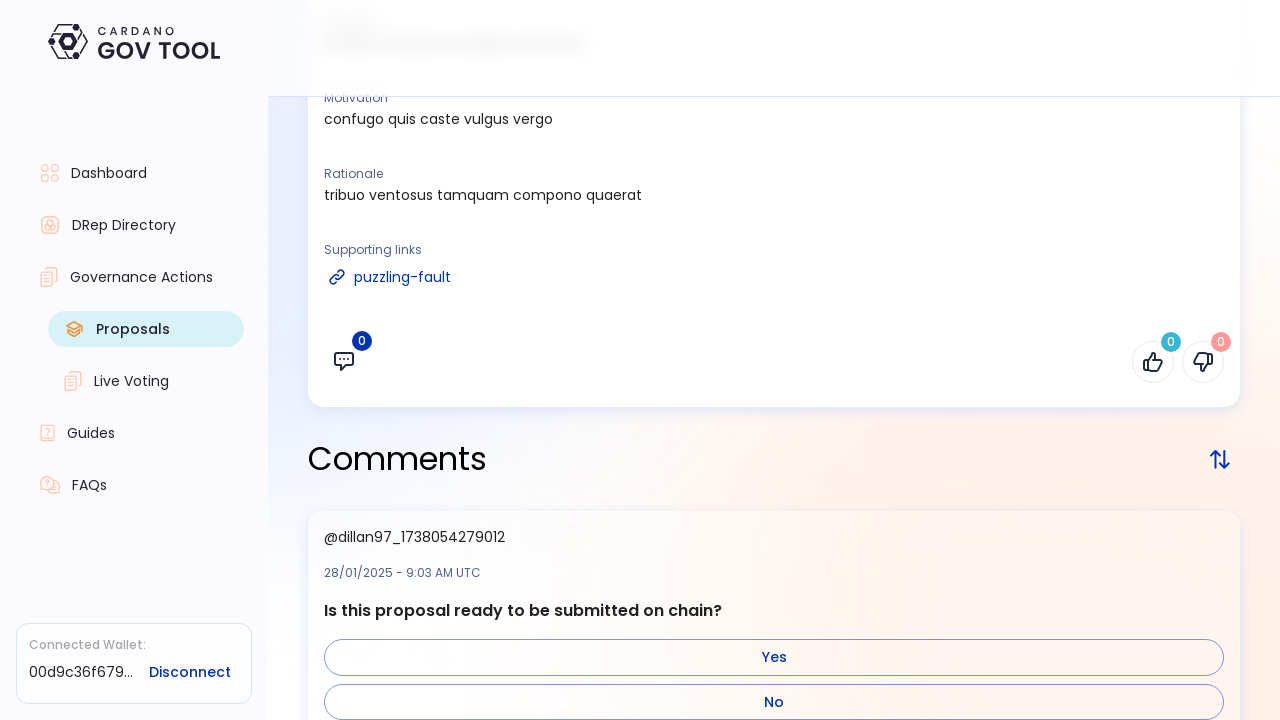 CARDANO
GOV TOOL
Dashboard
DRep Directory
Governance Actions
Proposals
Live Voting
Guides
FAQs
Connected Wallet:
00d9c36f679...
Disconnect
Motivation
confugo quis caste vulgus vergo
Rationale
tribuo ventosus tamquam compono quaerat
Supporting links
puzzling-fault
0
0
0
Comments
@dillan97_1738054279012
28/01/2025 - 9:03 AM UTC
Is this proposal ready to be submitted on chain?
Yes
No